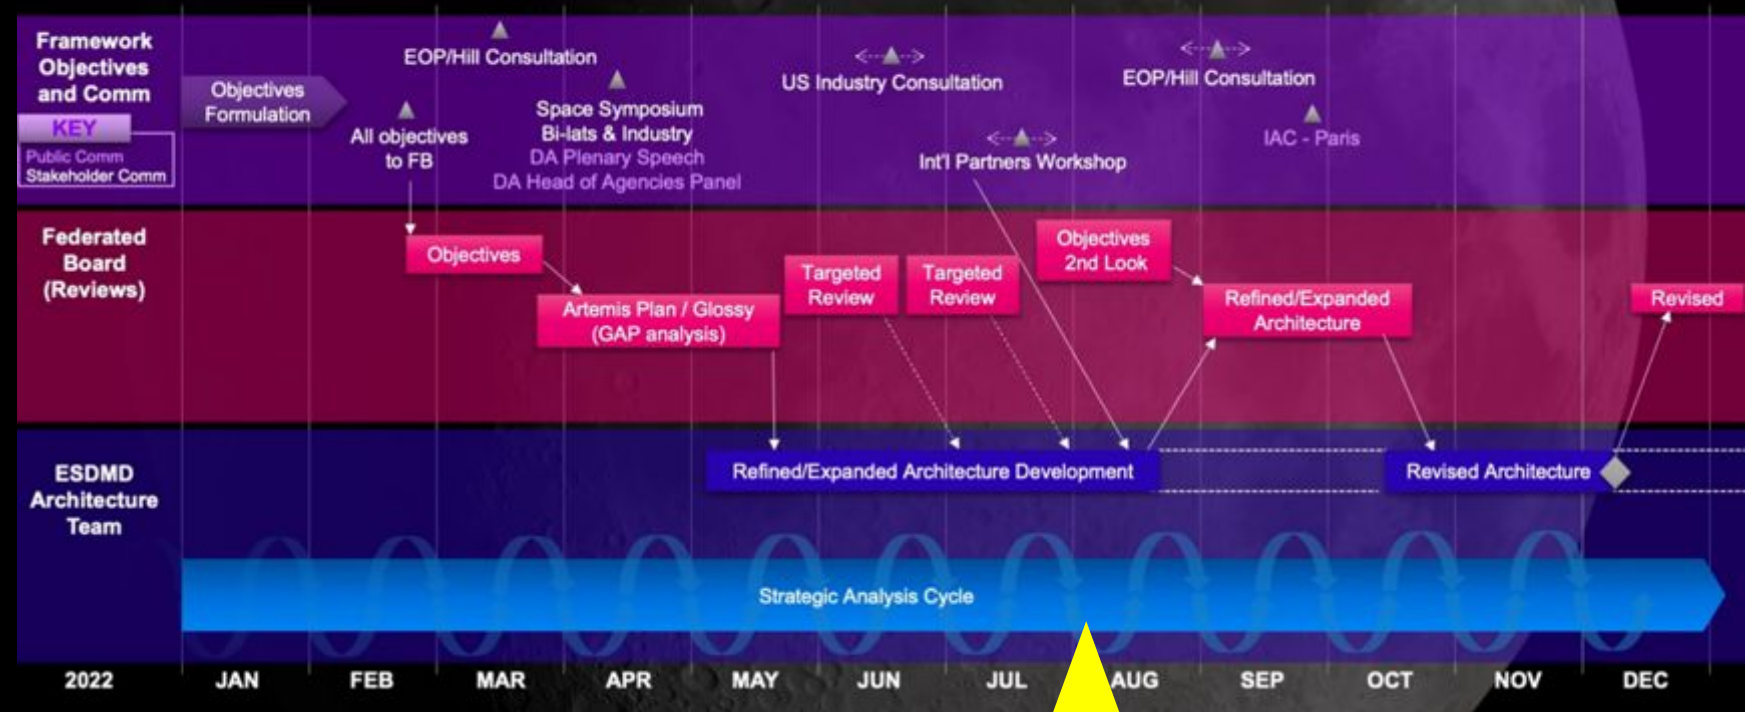 Framework
Objectives
and Comm
KEY
Public Comm
Stakeholder Comm
Objectives
Formulation
All objectives
to FB
EOP/Hill Consultation
Space Symposium
Bi-lats & Industry
DA Plenary Speech
DA Head of Agencies Panel
US Industry Consultation
Int'l Partners Workshop
EOP/Hill Consultation
IAC - Paris
Federated
Board
(Reviews)
Objectives
Artemis Plan / Glossy
(GAP analysis)
Targeted
Review
Targeted
Review
Objectives
2nd Look
Refined/Expanded
Architecture
Revised
ESDMD
Architecture
Team
Refined/Expanded Architecture Development
Revised Architecture
Strategic Analysis Cycle
2022 JAN FEB MAR APR MAY JUN JUL AUG SEP OCT NOV DEC